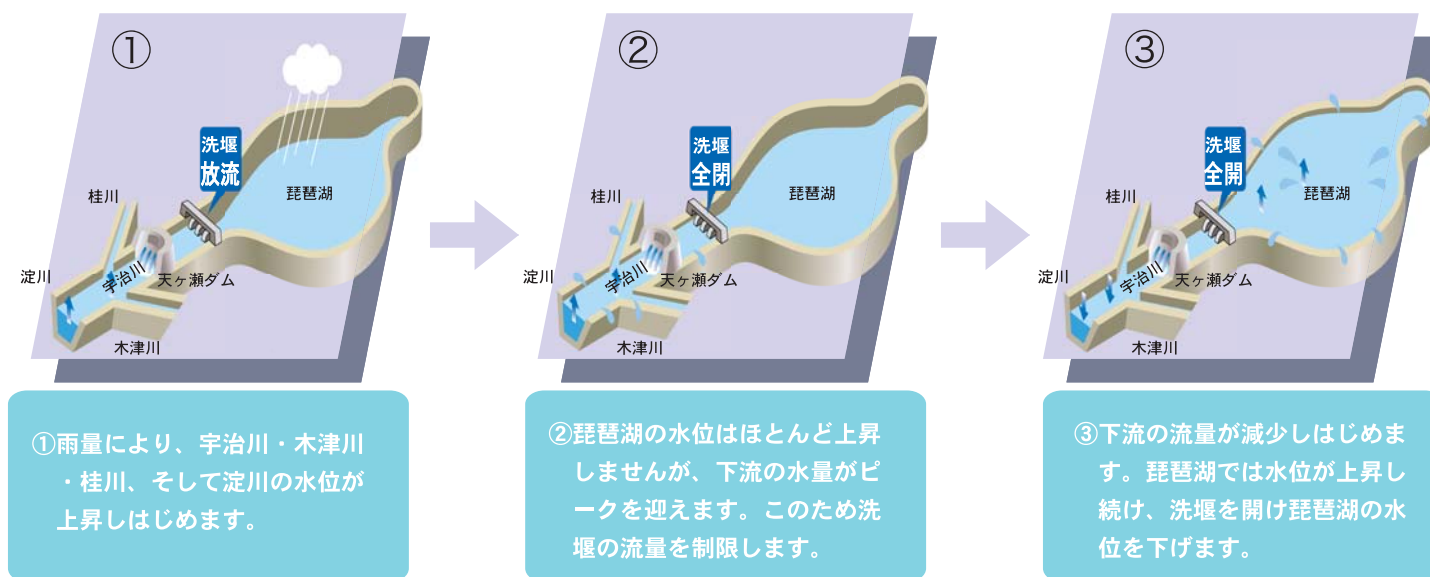 ①
洗堰
放流
琵琶湖
桂川
淀川
宇治川
天ヶ瀬ダム
木津川
①雨量により、宇治川・木津川
・桂川、そして淀川の水位が
上昇しはじめます。
②
洗堰
全閉
琵琶湖
桂川
淀川
宇治川
天ヶ瀬ダム
木津川
②琵琶湖の水位はほとんど上昇
しませんが、下流の水量がピ
ークを迎えます。このため洗
堰の流量を制限します。
③
洗堰
全開
琵琶湖
桂川
淀川
宇治川
天ヶ瀬ダム
木津川
③下流の流量が減少しはじめま
す。琵琶湖では水位が上昇し
続け、洗堰を開け琵琶湖の水
位を下げます。